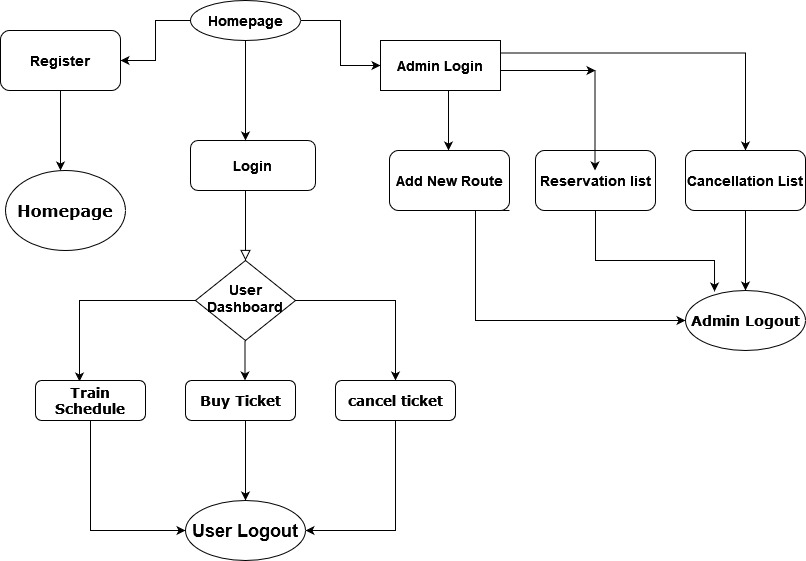 Homepage
Register
Admin Login
Login
Add New Route
Reservation list
Cancellation List
Homepage
User
Dashboard
Admin Logout
Train
Schedule
Buy Ticket
cancel ticket
User Logout